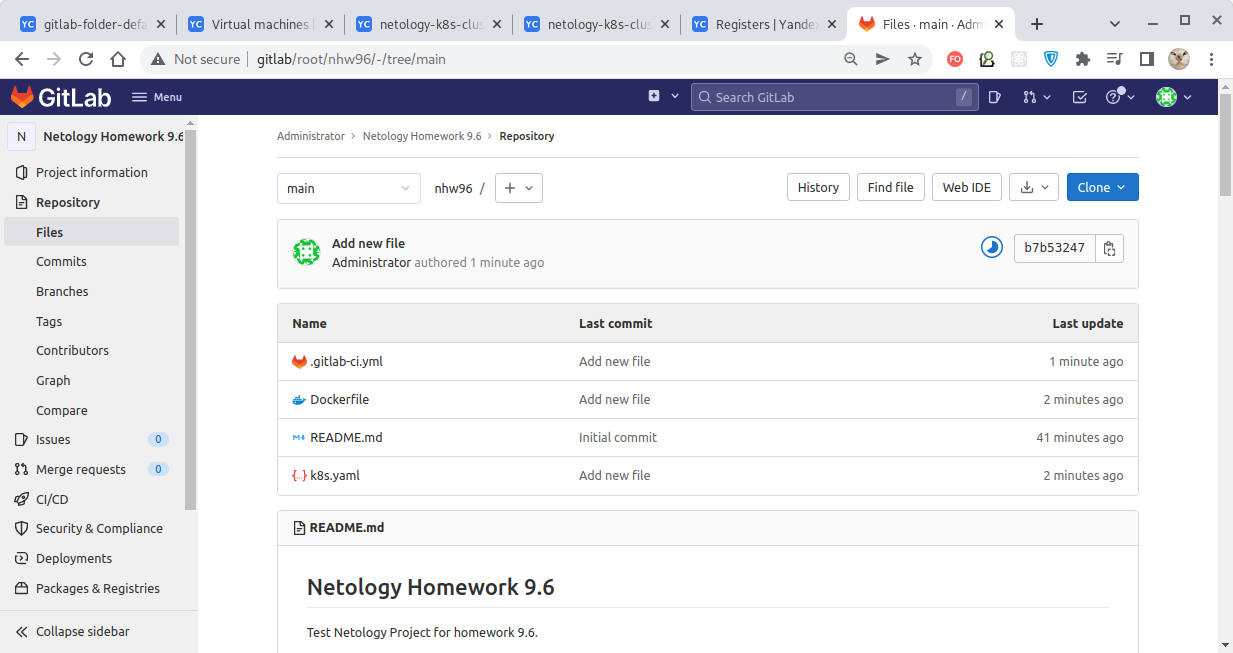 gitlab-folder-defa
Virtual machines |
netology-k8s-clus
netology-k8s-clus
Registers | Yandex
Files · main · Adm
Not secure gitlab/root/nhw96/-/tree/main
FO
GitLab Menu Search GitLab /
N Netology Homework 9.6
Project information
Repository
Files
Commits
Branches
Tags
Contributors
Graph
Compare
Issues 0
Merge requests 0
CI/CD
Security & Compliance
Deployments
Packages & Registries
Collapse sidebar
Administrator > Netology Homework 9.6 > Repository
main nhw96 / + History Find file Web IDE Clone
Add new file
Administrator authored 1 minute ago
b7b53247
Name Last commit Last update
.gitlab-ci.yml Add new file 1 minute ago
Dockerfile Add new file 2 minutes ago
README.md Initial commit 41 minutes ago
k8s.yaml Add new file 2 minutes ago
README.md
Netology Homework 9.6
Test Netology Project for homework 9.6.